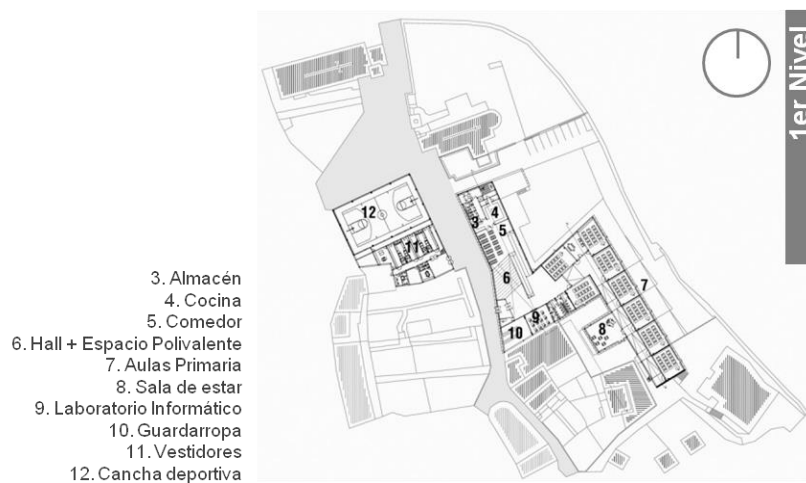 1er Nivel
12
11
3
4
5
6
7
8
9
10
3. Almacén
4. Cocina
5. Comedor
6. Hall + Espacio Polivalente
7. Aulas Primaria
8. Sala de estar
9. Laboratorio Informático
10. Guardarropa
11. Vestidores
12. Cancha deportiva